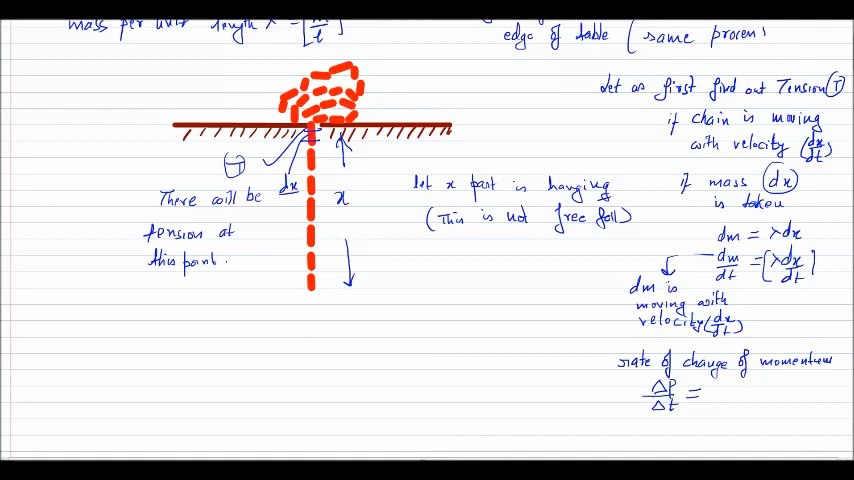 mass per unit length λ = [m/l]
edge of table (same process
Let as first find out Tension (T)
if chain is moving
with velocity (dx/dt)
if mass (dx)
is taken
dm = λdx
dm/dt = [λdx/dt]
dm is
moving with
velocity (dx/dt)
rate of change of momentum
Δp/Δt =
T
dx
There will be
tension at
this point.
x
let x part is hanging
(This is not free fall)